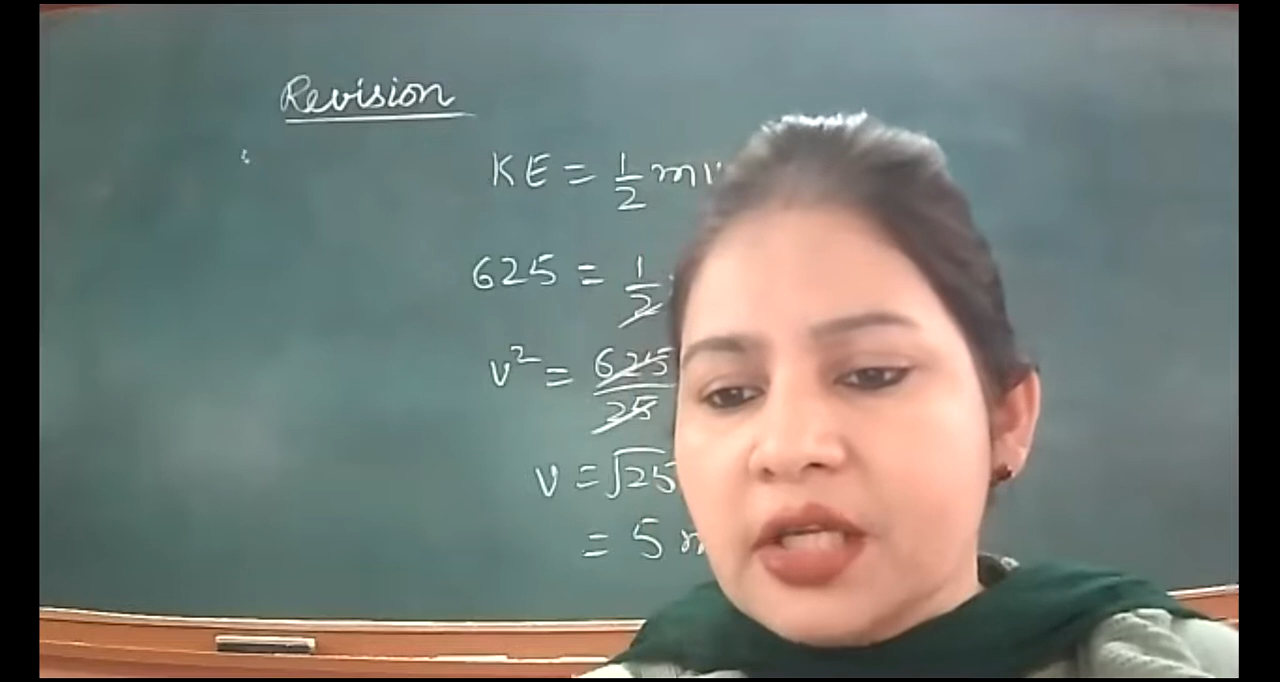 Revision
KE = 1/2 m
625 = 1/2
v² = 625/25
v = √25
= 5